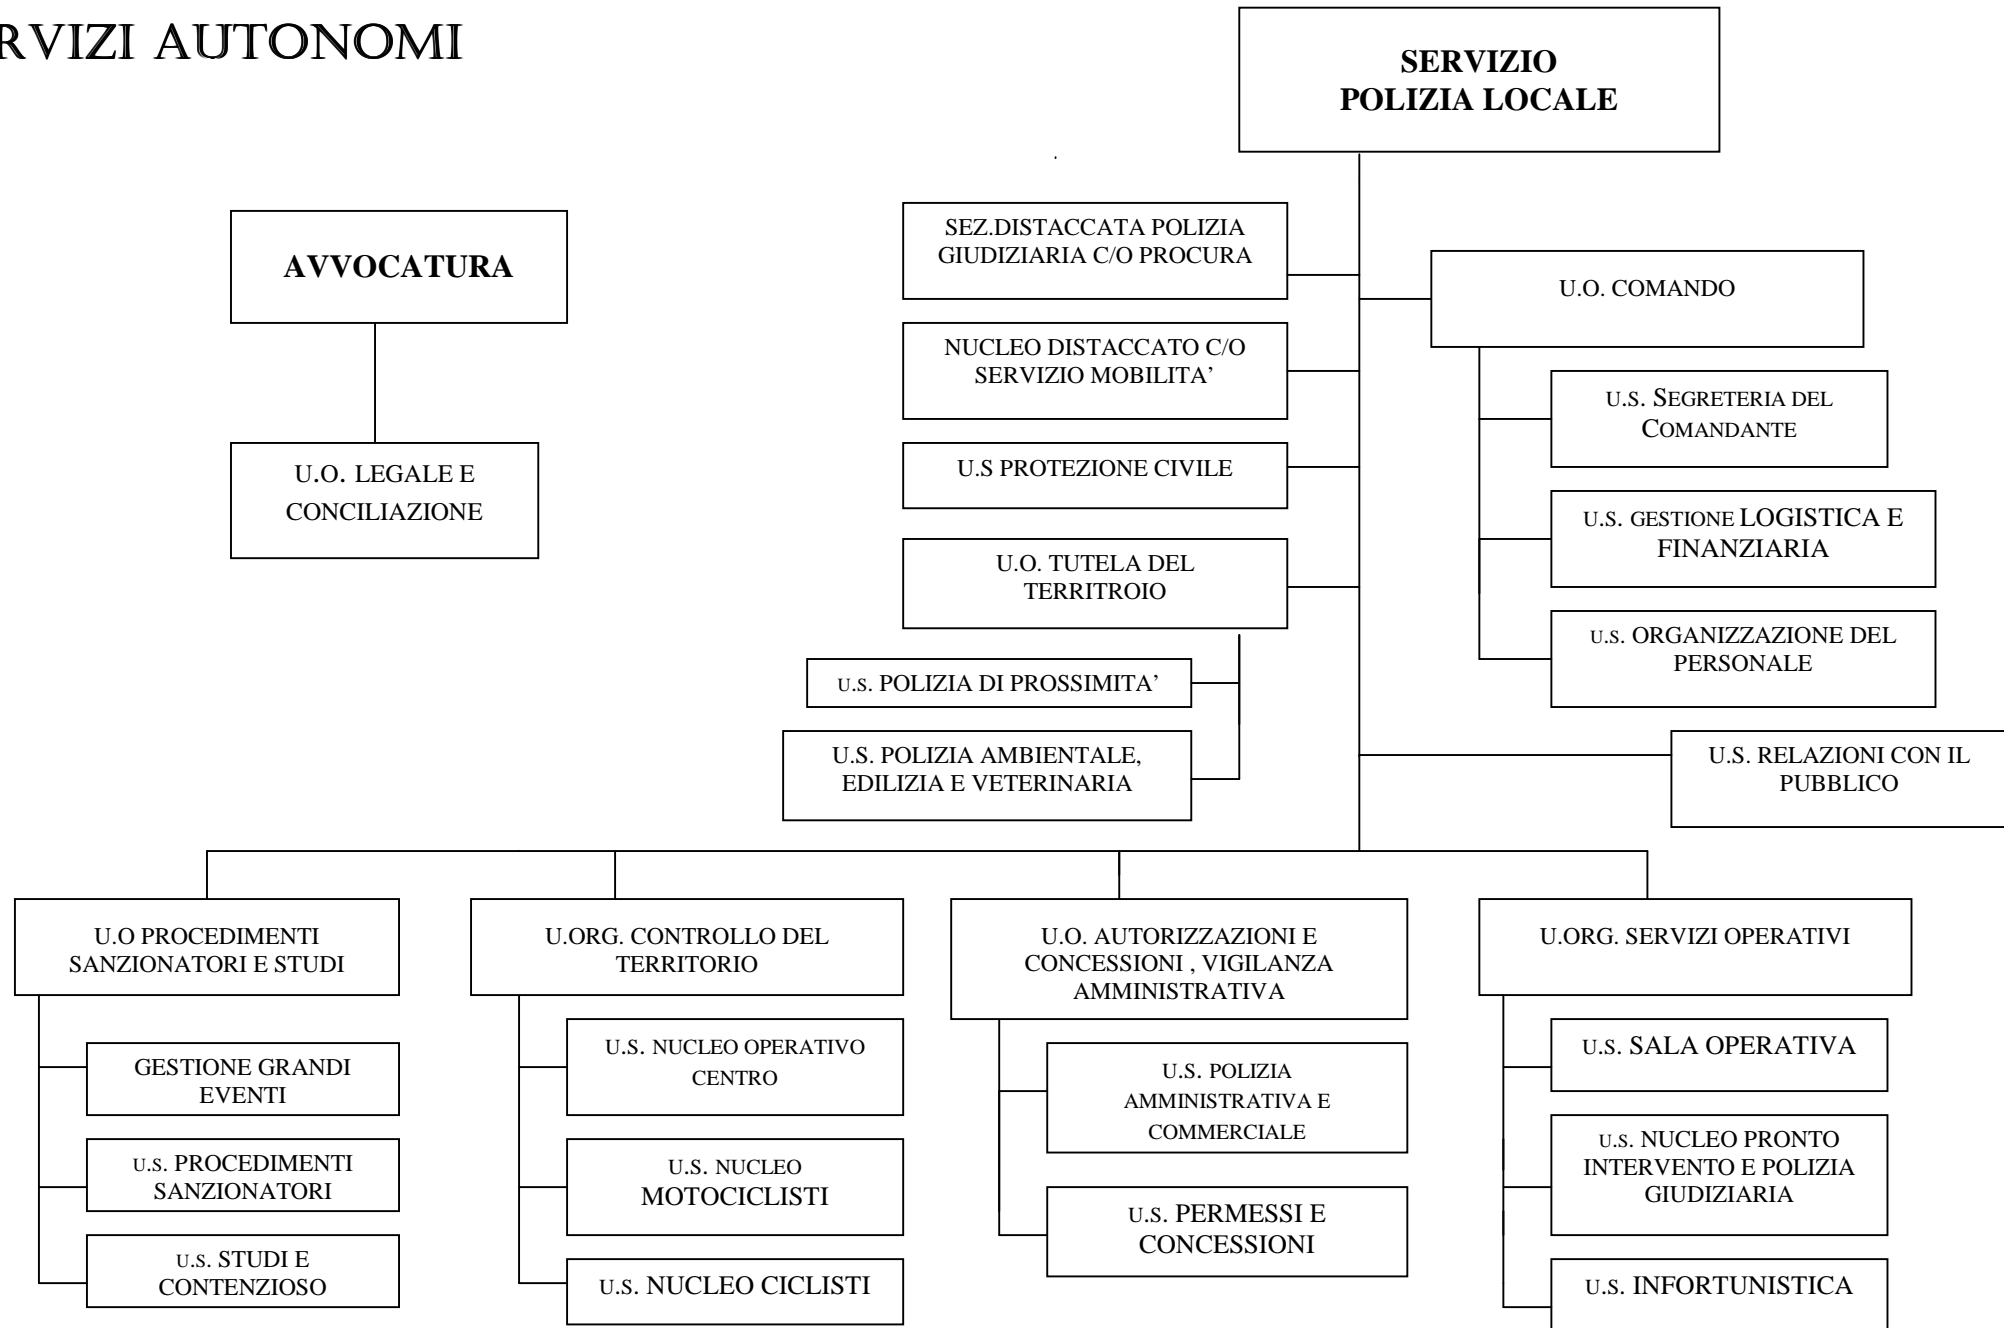 RVIZI AUTONOMI
SERVIZIO
POLIZIA LOCALE
AVVOCATURA
U.O. LEGALE E
CONCILIAZIONE
SEZ.DISTACCATA POLIZIA
GIUDIZIARIA C/O PROCURA
NUCLEO DISTACCATO C/O
SERVIZIO MOBILITA’
U.S PROTEZIONE CIVILE
U.O. TUTELA DEL
TERRITROIO
U.S. POLIZIA DI PROSSIMITA’
U.S. POLIZIA AMBIENTALE,
EDILIZIA E VETERINARIA
U.O. COMANDO
U.S. SEGRETERIA DEL
COMANDANTE
U.S. GESTIONE LOGISTICA E
FINANZIARIA
U.S. ORGANIZZAZIONE DEL
PERSONALE
U.S. RELAZIONI CON IL
PUBBLICO
U.O PROCEDIMENTI
SANZIONATORI E STUDI
GESTIONE GRANDI
EVENTI
U.S. PROCEDIMENTI
SANZIONATORI
U.S. STUDI E
CONTENZIOSO
U.ORG. CONTROLLO DEL
TERRITORIO
U.S. NUCLEO OPERATIVO
CENTRO
U.S. NUCLEO
MOTOCICLISTI
U.S. NUCLEO CICLISTI
U.O. AUTORIZZAZIONI E
CONCESSIONI , VIGILANZA
AMMINISTRATIVA
U.S. POLIZIA
AMMINISTRATIVA E
COMMERCIALE
U.S. PERMESSI E
CONCESSIONI
U.ORG. SERVIZI OPERATIVI
U.S. SALA OPERATIVA
U.S. NUCLEO PRONTO
INTERVENTO E POLIZIA
GIUDIZIARIA
U.S. INFORTUNISTICA